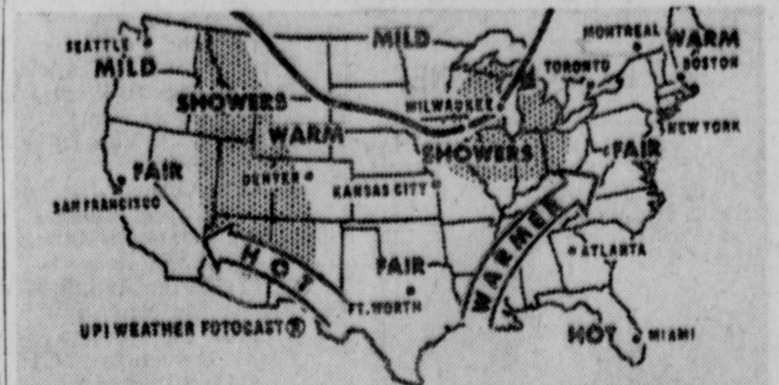 MILD
MONTREAL
WARM
SEATTLE
MILD
TORONTO
BOSTON
SHOWERS
MILWAUKEE
WARM
NEW YORK
SHOWERS
FAIR
FAIR
DENVER
KANSAS CITY
SAN FRANCISCO
WARMER
HOT
ATLANTA
FAIR
FT. WORTH
UPI WEATHER FOTOCAST
HOT
MIAMI